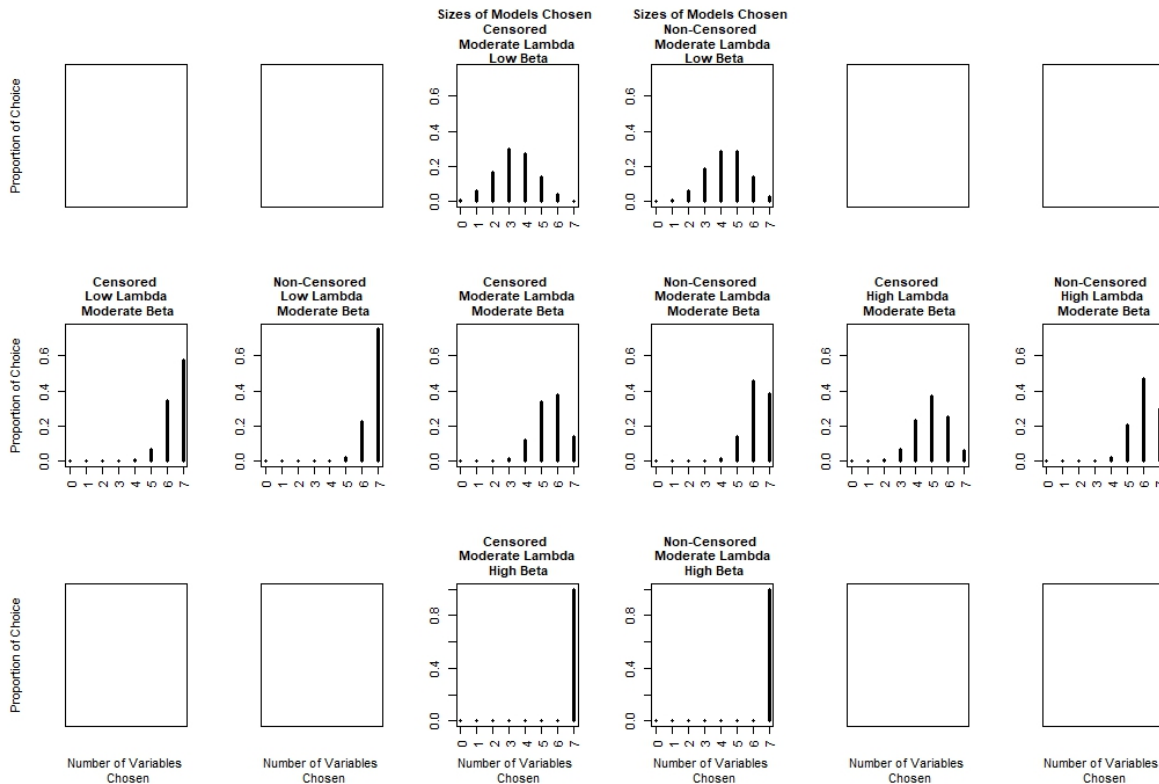 Sizes of Models Chosen
Censored
Moderate Lambda
Low Beta
Sizes of Models Chosen
Non-Censored
Moderate Lambda
Low Beta
Proportion of Choice
0.0 0.2 0.4 0.6
0 1 2 3 4 5 6 7
0.0 0.2 0.4 0.6
0 1 2 3 4 5 6 7
Censored
Low Lambda
Moderate Beta
Non-Censored
Low Lambda
Moderate Beta
Censored
Moderate Lambda
Moderate Beta
Non-Censored
Moderate Lambda
Moderate Beta
Censored
High Lambda
Moderate Beta
Non-Censored
High Lambda
Moderate Beta
Proportion of Choice
0.0 0.2 0.4 0.6
0 1 2 3 4 5 6 7
0.0 0.2 0.4 0.6
0 1 2 3 4 5 6 7
0.0 0.2 0.4 0.6
0 1 2 3 4 5 6 7
0.0 0.2 0.4 0.6
0 1 2 3 4 5 6 7
0.0 0.2 0.4 0.6
0 1 2 3 4 5 6 7
0.0 0.2 0.4 0.6
0 1 2 3 4 5 6
Censored
Moderate Lambda
High Beta
Non-Censored
Moderate Lambda
High Beta
Proportion of Choice
0.0 0.4 0.8
0 1 2 3 4 5 6 7
0.0 0.4 0.8
0 1 2 3 4 5 6 7
Number of Variables
Chosen
Number of Variables
Chosen
Number of Variables
Chosen
Number of Variables
Chosen
Number of Variables
Chosen
Number of Variables
Chosen